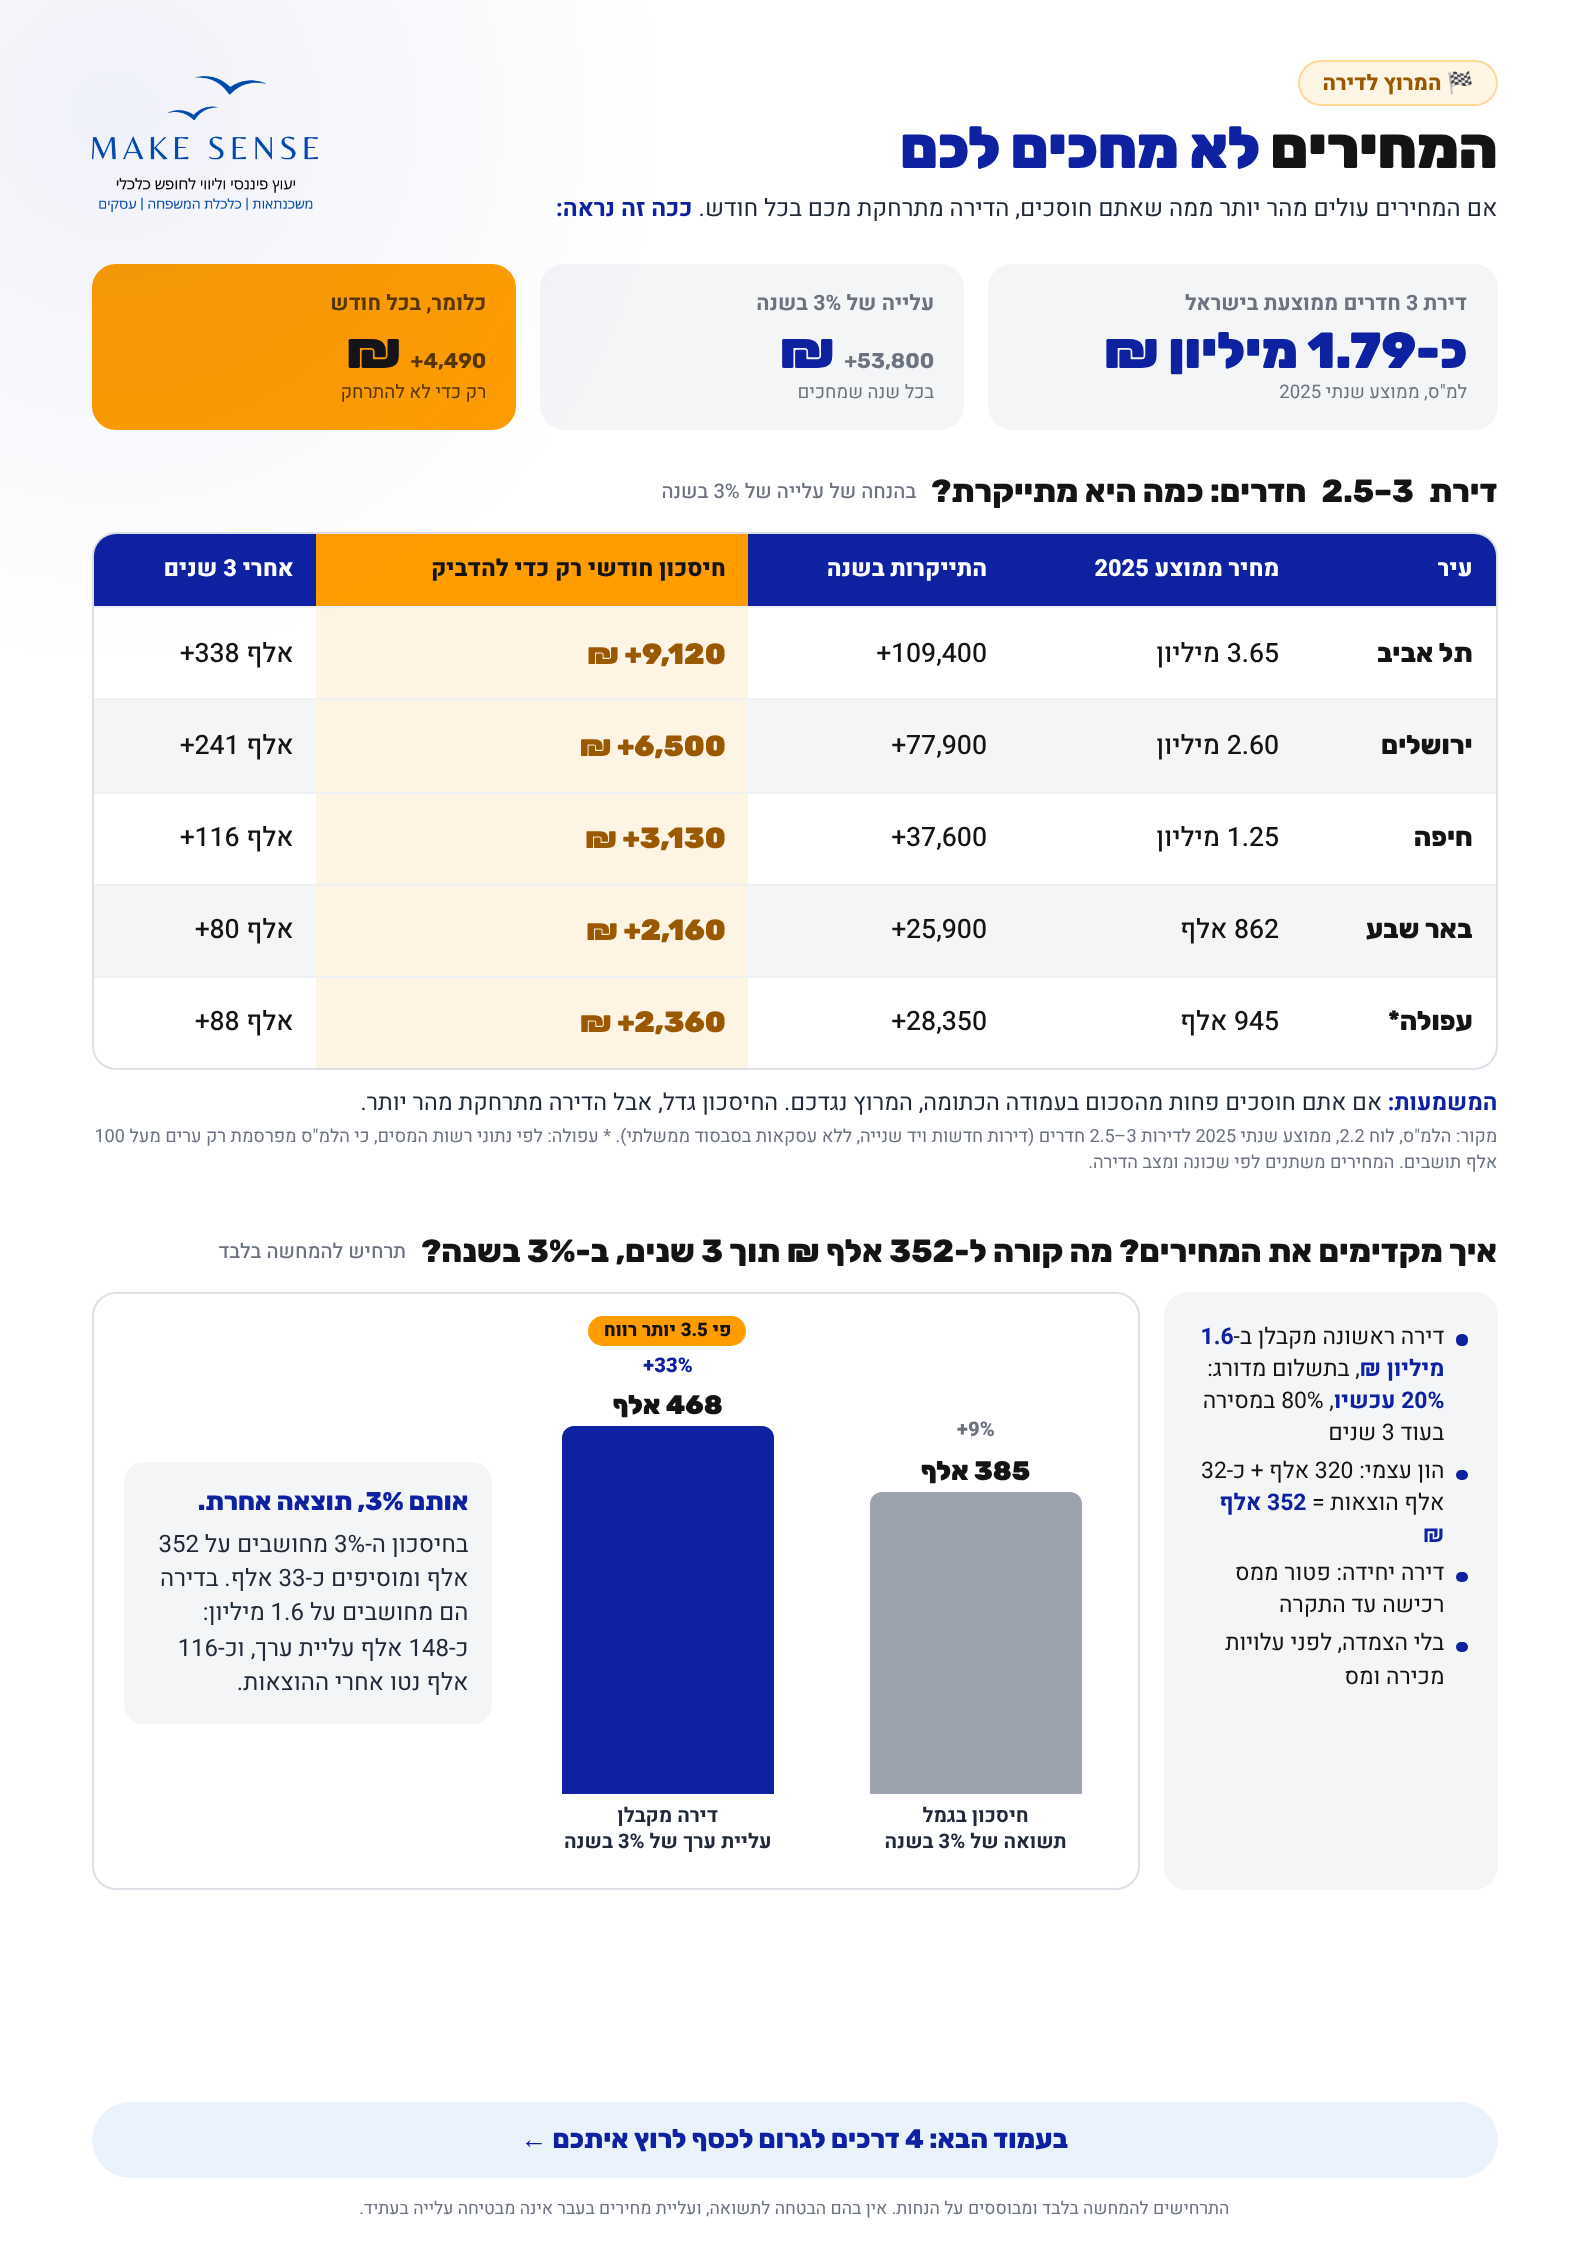 🏁 המרוץ לדירה
המחירים לא מחכים לכם
אם המחירים עולים מהר יותר ממה שאתם חוסכים, הדירה מתרחקת מכם בכל חודש. ככה זה נראה:
MAKE SENSE
יעוץ פיננסי וליווי לחופש כלכלי
משכנתאות | כלכלת המשפחה | עסקים
דירת 3 חדרים ממוצעת בישראל
כ-1.79 מיליון ₪
למ"ס, ממוצע שנתי 2025
עלייה של 3% בשנה
+53,800 ₪
בכל שנה שמחכים
כלומר, בכל חודש
+4,490 ₪
רק כדי לא להתרחק
דירת 2.5–3 חדרים: כמה היא מתייקרת? בהנחה של עלייה של 3% בשנה
עיר מחיר ממוצע 2025 התייקרות בשנה חיסכון חודשי רק כדי להדביק אחרי 3 שנים
תל אביב 3.65 מיליון +109,400 +9,120 ₪ +338 אלף
ירושלים 2.60 מיליון +77,900 +6,500 ₪ +241 אלף
חיפה 1.25 מיליון +37,600 +3,130 ₪ +116 אלף
באר שבע 862 אלף +25,900 +2,160 ₪ +80 אלף
עפולה* 945 אלף +28,350 +2,360 ₪ +88 אלף
המשמעות: אם אתם חוסכים פחות מהסכום בעמודה הכתומה, המרוץ נגדכם. החיסכון גדל, אבל הדירה מתרחקת מהר יותר.
מקור: הלמ"ס, לוח 2.2, ממוצע שנתי 2025 לדירות 2.5–3 חדרים (דירות חדשות ויד שנייה, ללא עסקאות בסבסוד ממשלתי). * עפולה: לפי נתוני רשות המסים, כי הלמ"ס מפרסמת רק ערים מעל 100
אלף תושבים. המחירים משתנים לפי שכונה ומצב הדירה.
איך מקדימים את המחירים? מה קורה ל-352 אלף ₪ תוך 3 שנים, ב-3% בשנה? תרחיש להמחשה בלבד
• דירה ראשונה מקבלן ב-1.6
מיליון ₪, בתשלום מדורג:
20% עכשיו, 80% במסירה
בעוד 3 שנים
• הון עצמי: 320 אלף + כ-32
אלף הוצאות = 352 אלף
₪
• דירה יחידה: פטור ממס
רכישה עד התקרה
• בלי הצמדה, לפני עלויות
מכירה ומס
+9%
385 אלף
חיסכון בגמל
תשואה של 3% בשנה
פי 3.5 יותר רווח
+33%
468 אלף
דירה מקבלן
עליית ערך של 3% בשנה
אותם 3%, תוצאה אחרת.
בחיסכון ה-3% מחושבים על 352
אלף ומוסיפים כ-33 אלף. בדירה
הם מחושבים על 1.6 מיליון:
כ-148 אלף עליית ערך, וכ-116
אלף נטו אחרי ההוצאות.
בעמוד הבא: 4 דרכים לגרום לכסף לרוץ איתכם ←
התרחישים להמחשה בלבד ומבוססים על הנחות. אין בהם הבטחה לתשואה, ועליית מחירים בעבר אינה מבטיחה עלייה בעתיד.